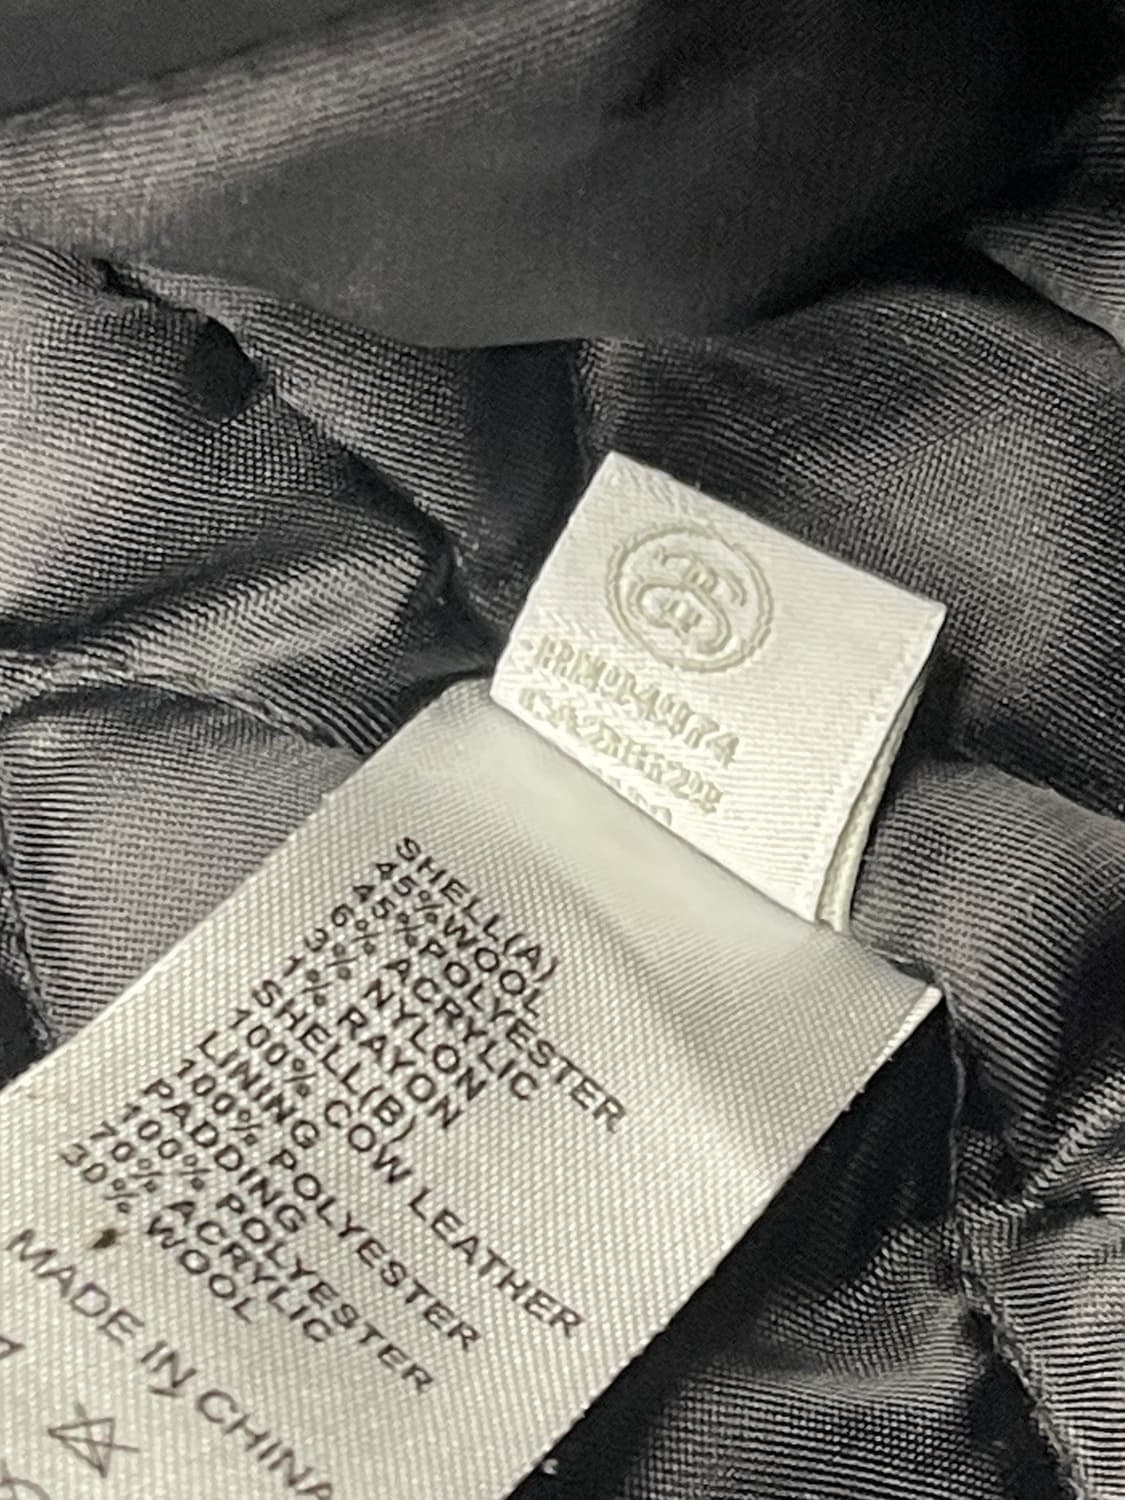 SHELL(A)
45%WOOL
45%POLYESTER
6% ACRYLIC
3% NYLON
1% RAYON
SHELL(B)
100% COW LEATHER
LINING
100% POLYESTER
PADDING
100% POLYESTER
70% ACRYLIC
30% WOOL
MADE IN CHINA